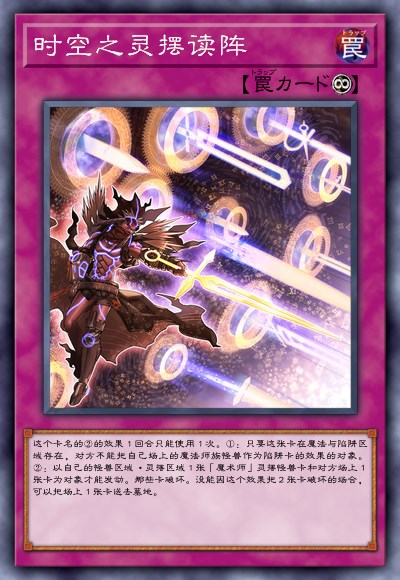 时空之灵摆读阵
トラップ
罠
トラップ
【罠カード】
这个卡名的②的效果1回合只能使用1次。①：只要这张卡在魔法与陷阱区
域存在，对方不能把自己场上的魔法师族怪兽作为陷阱卡的效果的对象。
②：以自己的怪兽区域・灵摆区域1张「魔术师」灵摆怪兽卡和对方场上1
张卡为对象才能发动。那些卡破坏。没能因这个效果把2张卡破坏的场合，
可以把场上1张卡送去墓地。